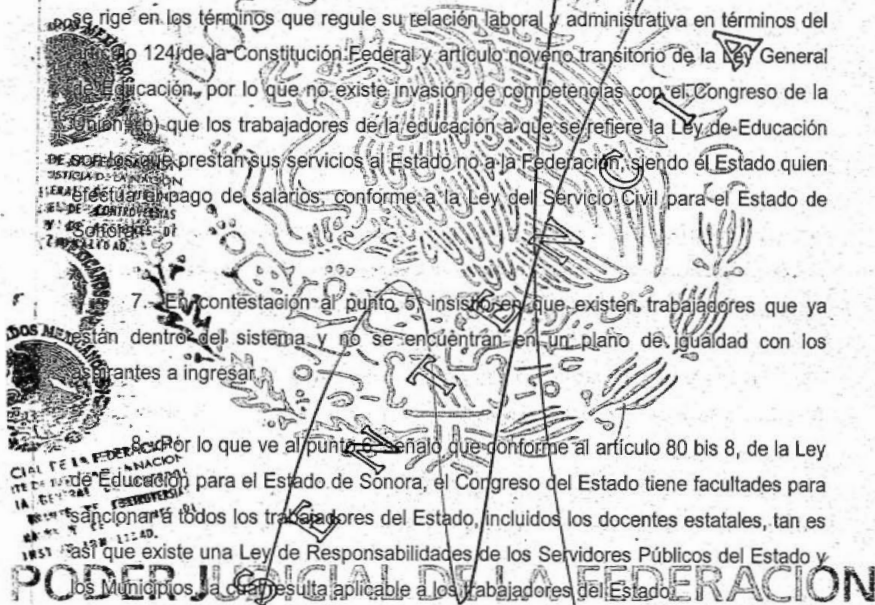 se rige en los términos que regule su relación laboral y administrativa en términos del
artículo 124 de la Constitución Federal y artículo noveno transitorio de la Ley General
de Educación, por lo que no existe invasión de competencias con el Congreso de la
Unión; (b) que los trabajadores de la educación a que se refiere la Ley de Educación
son los que prestan sus servicios al Estado no a la Federación, siendo el Estado quien
efectúa el pago de salarios, conforme a la Ley del Servicio Civil para el Estado de
7.- En contestación al punto 5, insistió en que existen trabajadores que ya
están dentro del sistema y no se encuentran en un plano de igualdad con los
aspirantes a ingresar.
8.- Por lo que ve al punto 6, señaló que conforme al artículo 80 bis 8, de la Ley
de Educación para el Estado de Sonora, el Congreso del Estado tiene facultades para
sancionar a todos los trabajadores del Estado, incluidos los docentes estatales, tan es
así que existe una Ley de Responsabilidades de los Servidores Públicos del Estado y
los Municipios, la cual resulta aplicable a los trabajadores del Estado.
PODER JUDICIAL DE LA FEDERACIÓN
SENTENCIA